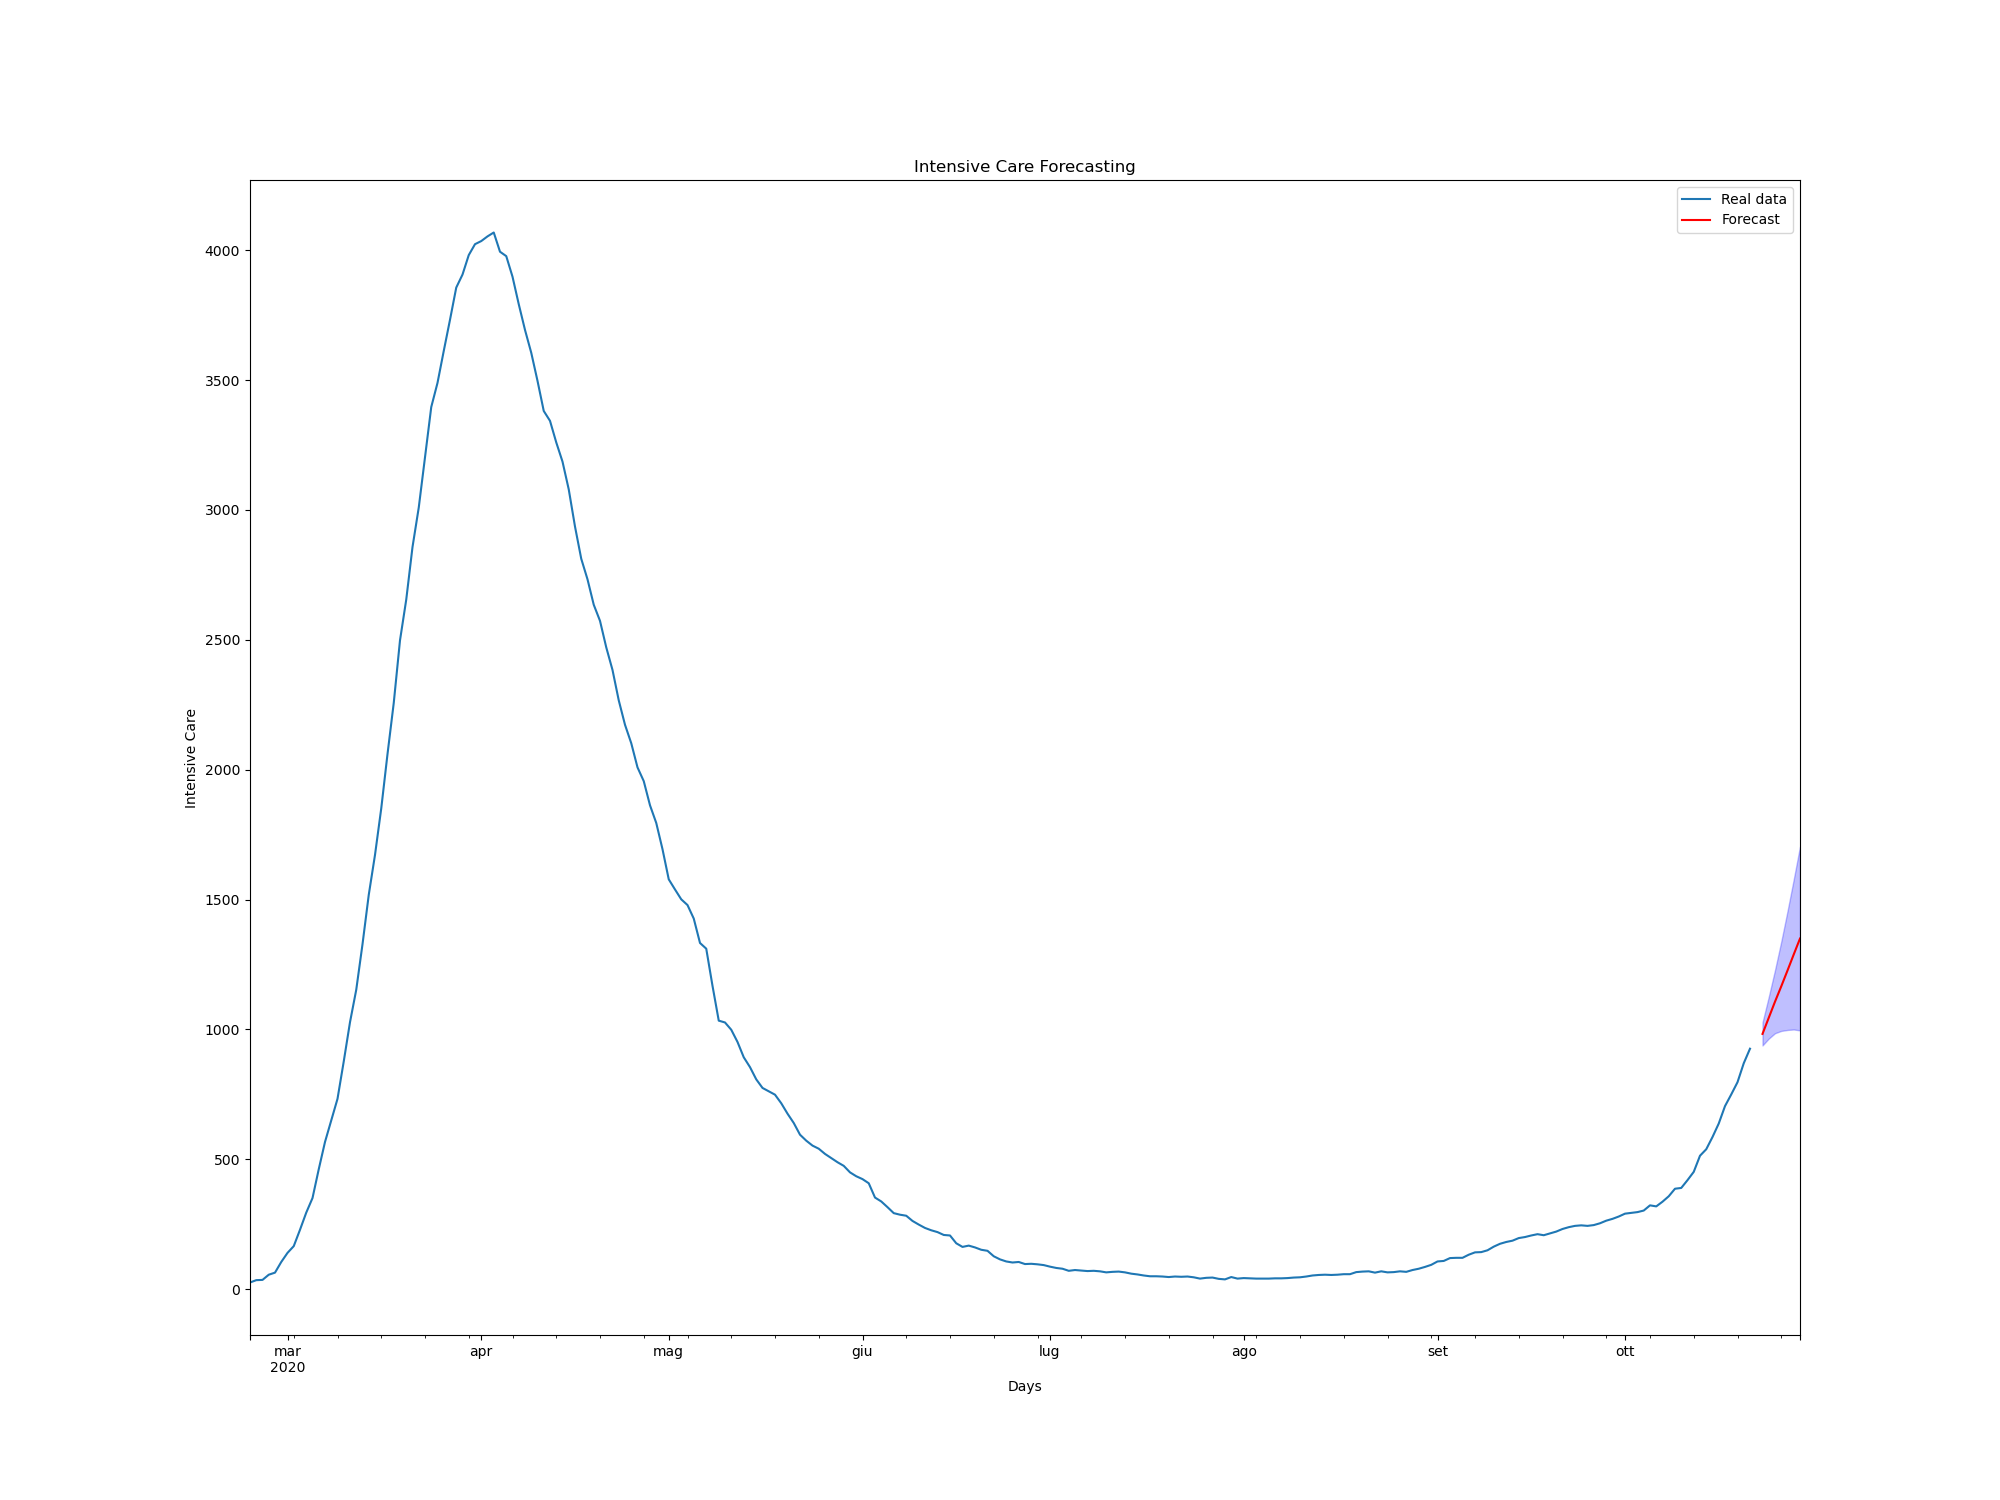 Intensive Care Forecasting
Real data
Forecast
4000
3500
3000
2500
2000
1500
1000
500
0
Intensive Care
mar apr mag giu lug ago set ott
2020
Days